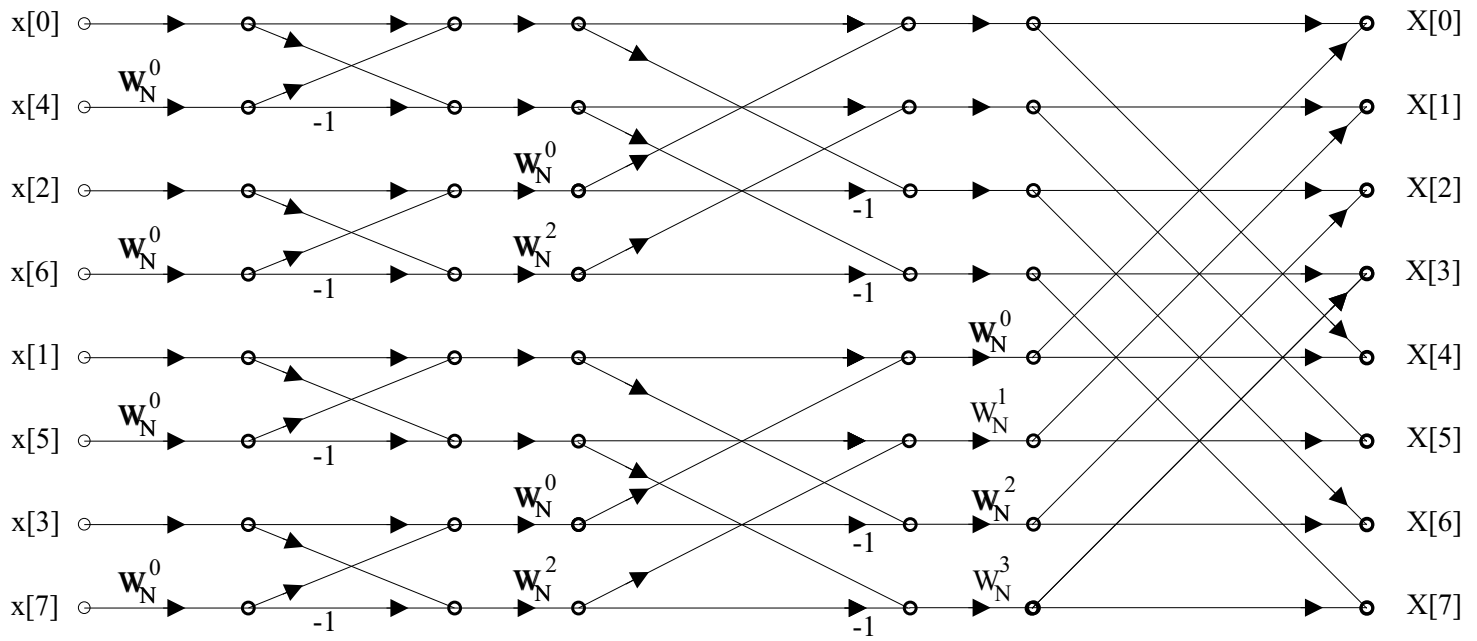 x[0] X[0]
W_N^0
x[4] -1 X[1]
W_N^0
x[2] -1 X[2]
W_N^0 W_N^2
x[6] -1 -1 X[3]
W_N^0
x[1] X[4]
W_N^0 W_N^1
x[5] -1 X[5]
W_N^0 W_N^2
x[3] -1 X[6]
W_N^0 W_N^2 W_N^3
x[7] -1 -1 X[7]